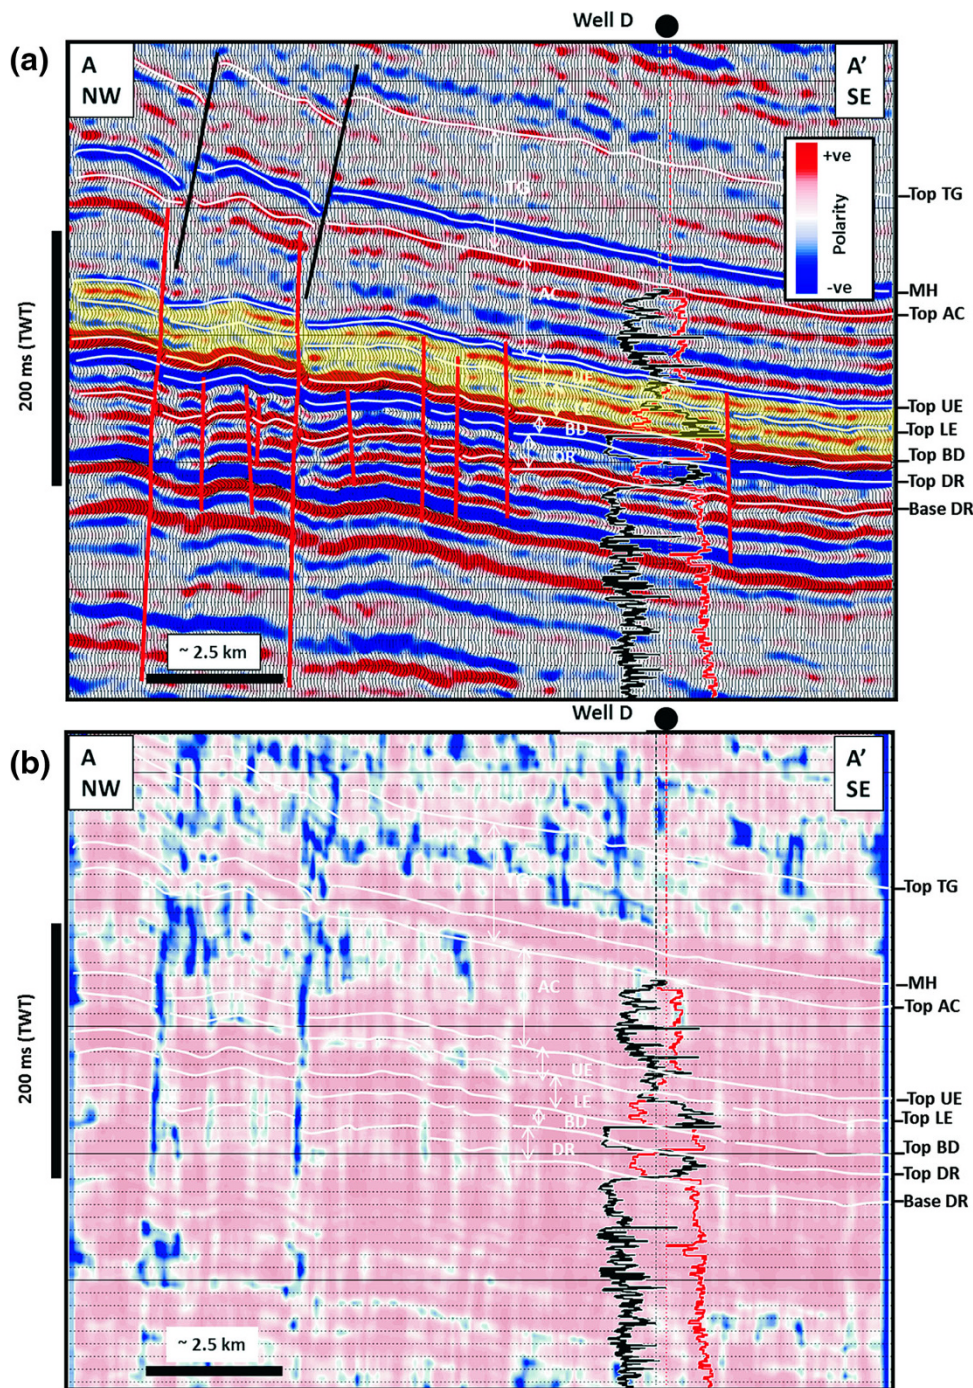 Well D
(a)
A
NW
A'
SE
+ve
Polarity
-ve
TG
AC
UE
LE
BD
DR
Top TG
MH
Top AC
Top UE
Top LE
Top BD
Top DR
Base DR
200 ms (TWT)
~ 2.5 km
Well D
(b)
A
NW
A'
SE
TG
AC
UE
LE
BD
DR
Top TG
MH
Top AC
Top UE
Top LE
Top BD
Top DR
Base DR
200 ms (TWT)
~ 2.5 km